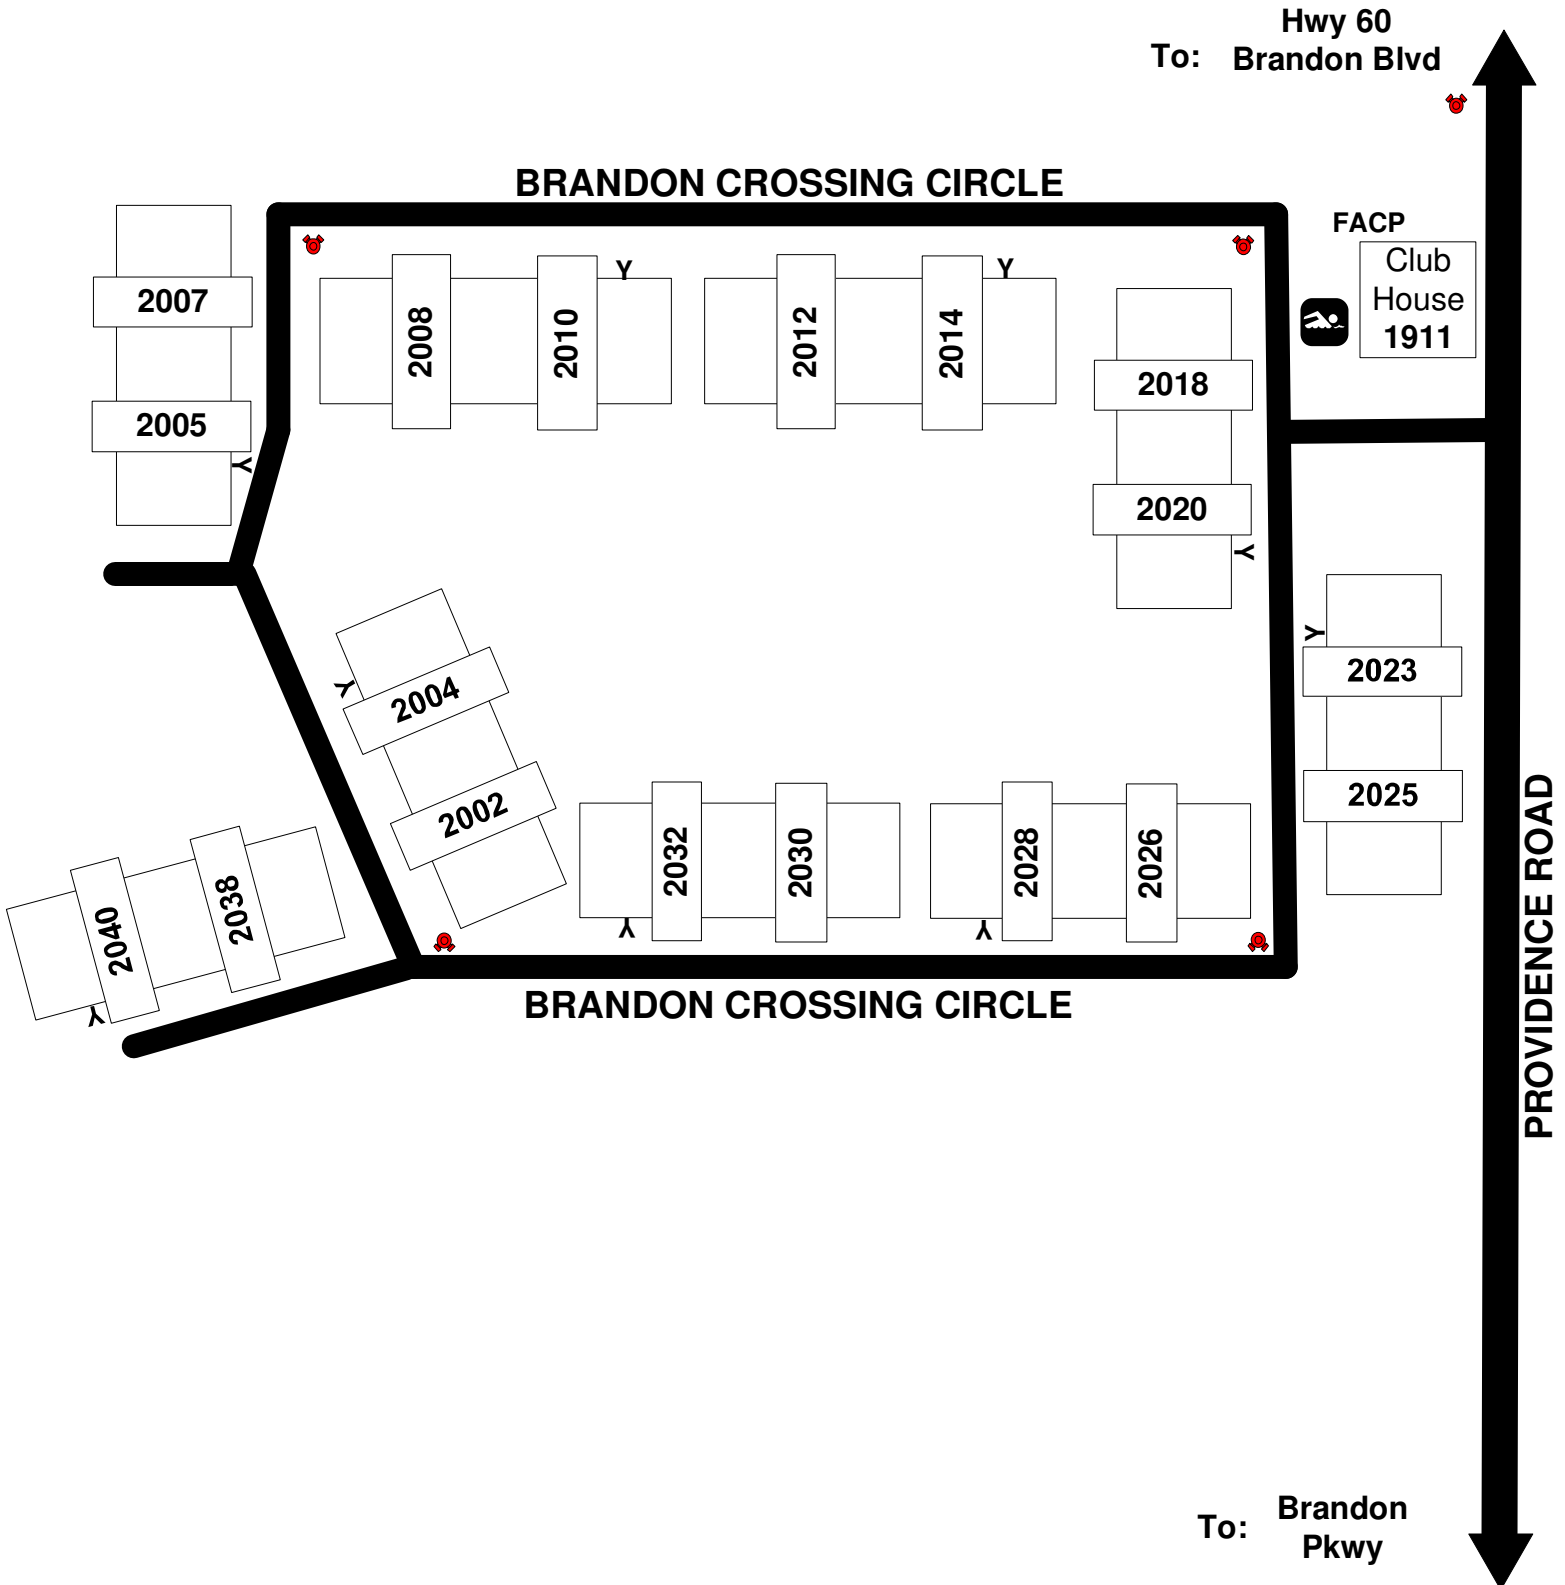 Hwy 60
To: Brandon Blvd
BRANDON CROSSING CIRCLE
FACP
Club
House
1911
2007
2005
Y
2008
2010
Y
2012
2014
Y
2018
2020
Y
Y
2023
2025
Y
2004
2002
2032
2030
Y
2028
2026
Y
2040
2038
Y
BRANDON CROSSING CIRCLE
PROVIDENCE ROAD
To: Brandon
Pkwy